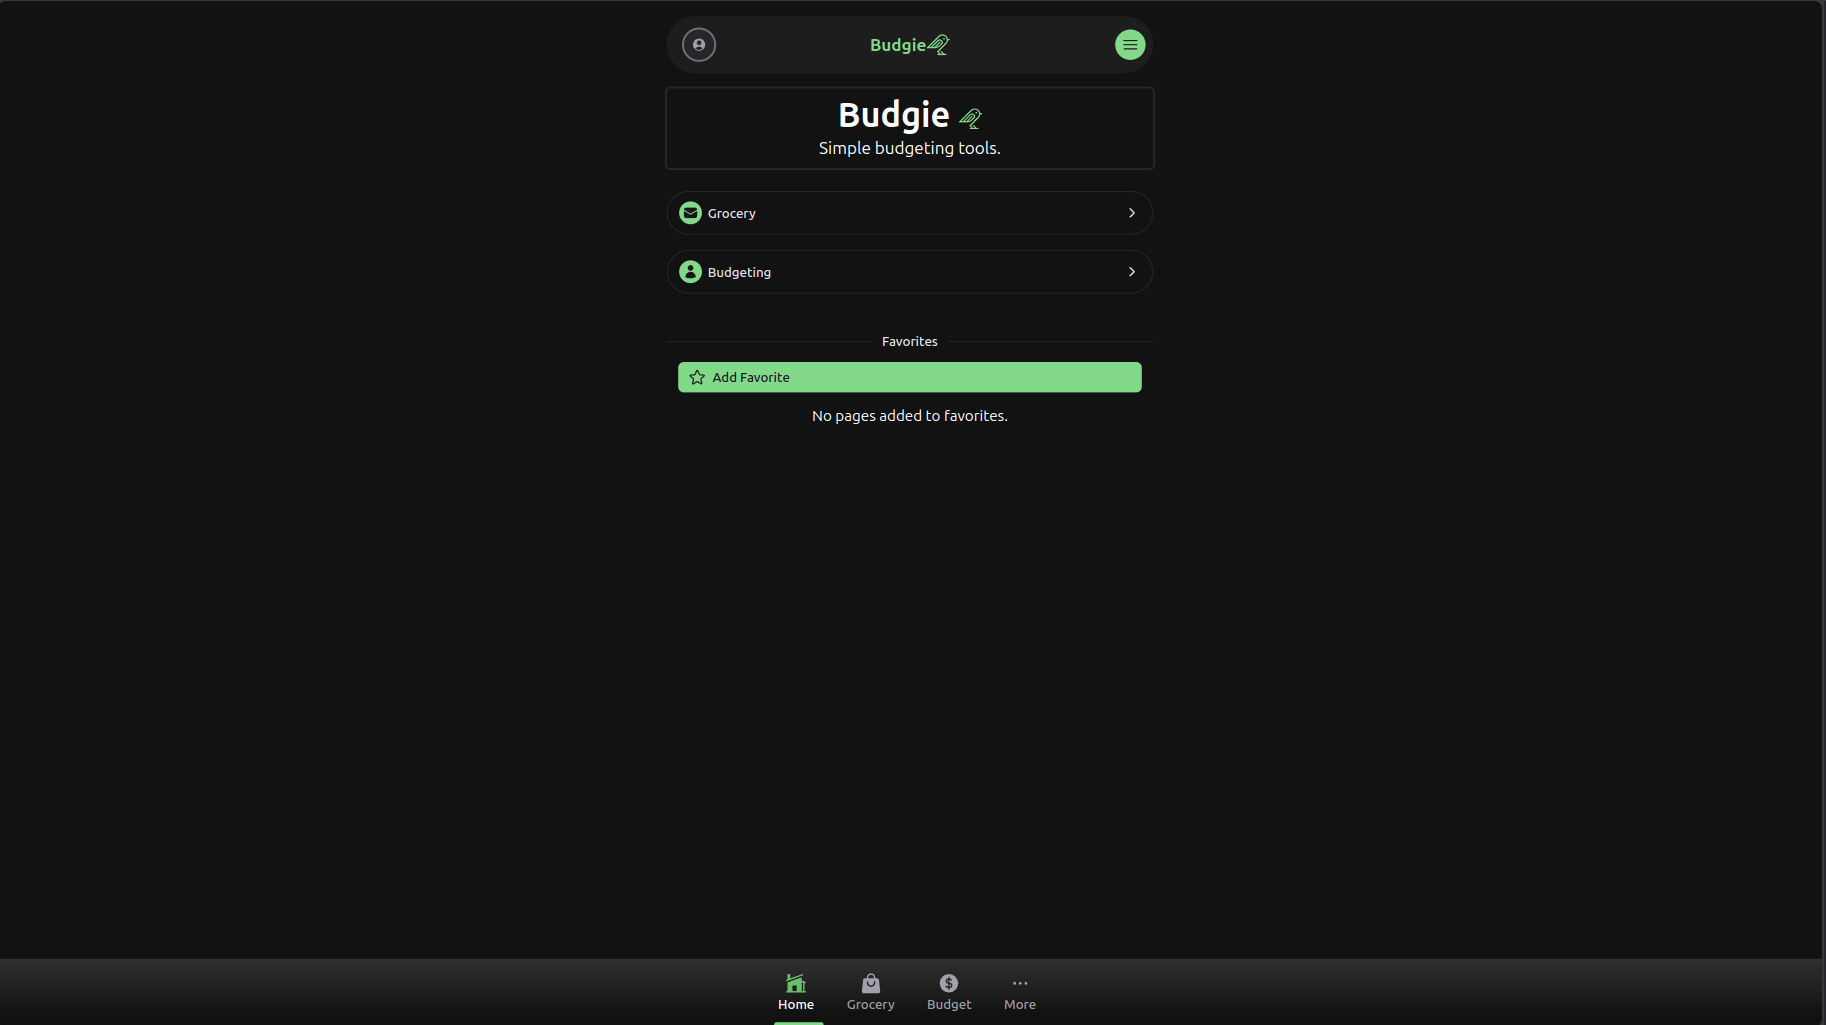 Budgie
Budgie
Simple budgeting tools.
Grocery
Budgeting
Favorites
Add Favorite
No pages added to favorites.
Home
Grocery
Budget
More